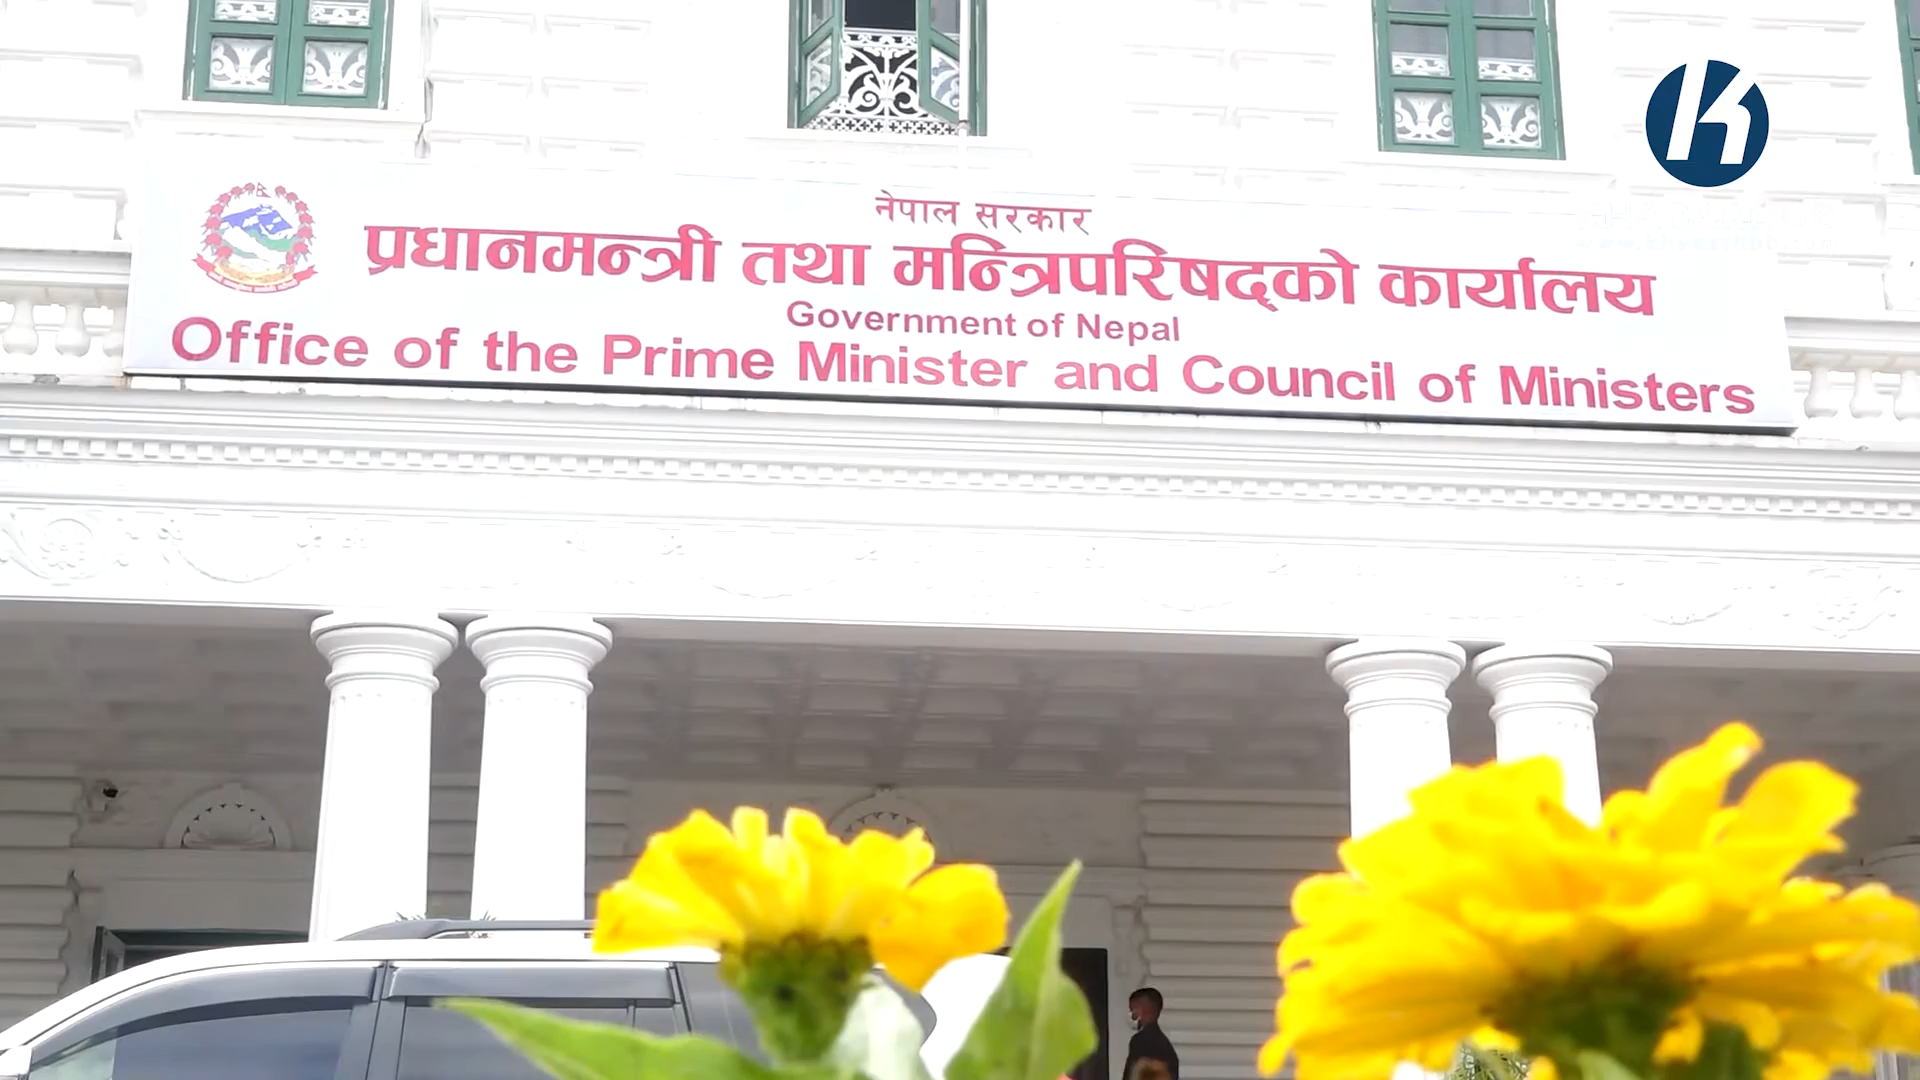 नेपाल सरकार
प्रधानमन्त्री तथा मन्त्रिपरिषद्को कार्यालय
Government of Nepal
Office of the Prime Minister and Council of Ministers